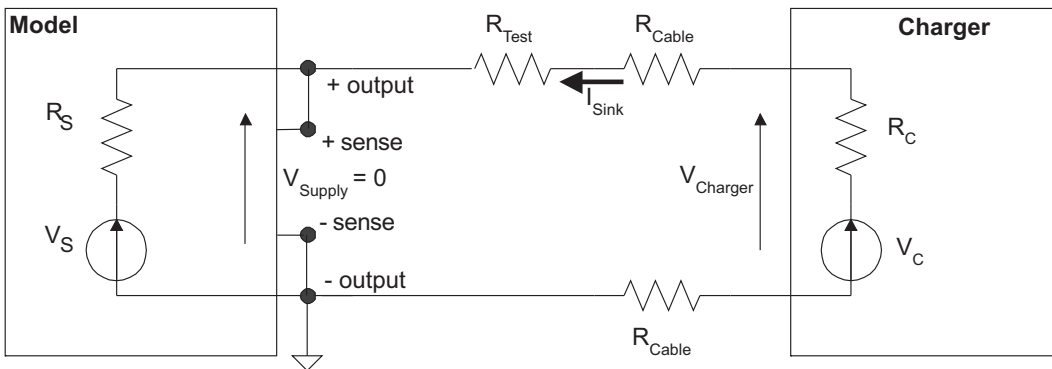 Model
Charger
R_Test
R_Cable
+ output
I_Sink
R_S
+ sense
R_C
V_Supply = 0
V_Charger
- sense
V_S
V_C
- output
R_Cable